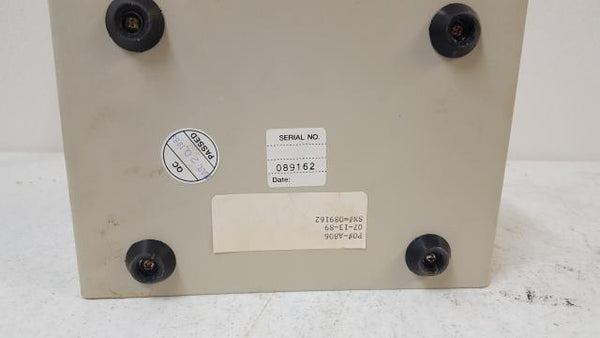 SERIAL NO.
089162
Date:
QC
PASSED
PO#-A806
07-13-89
SN#=089162